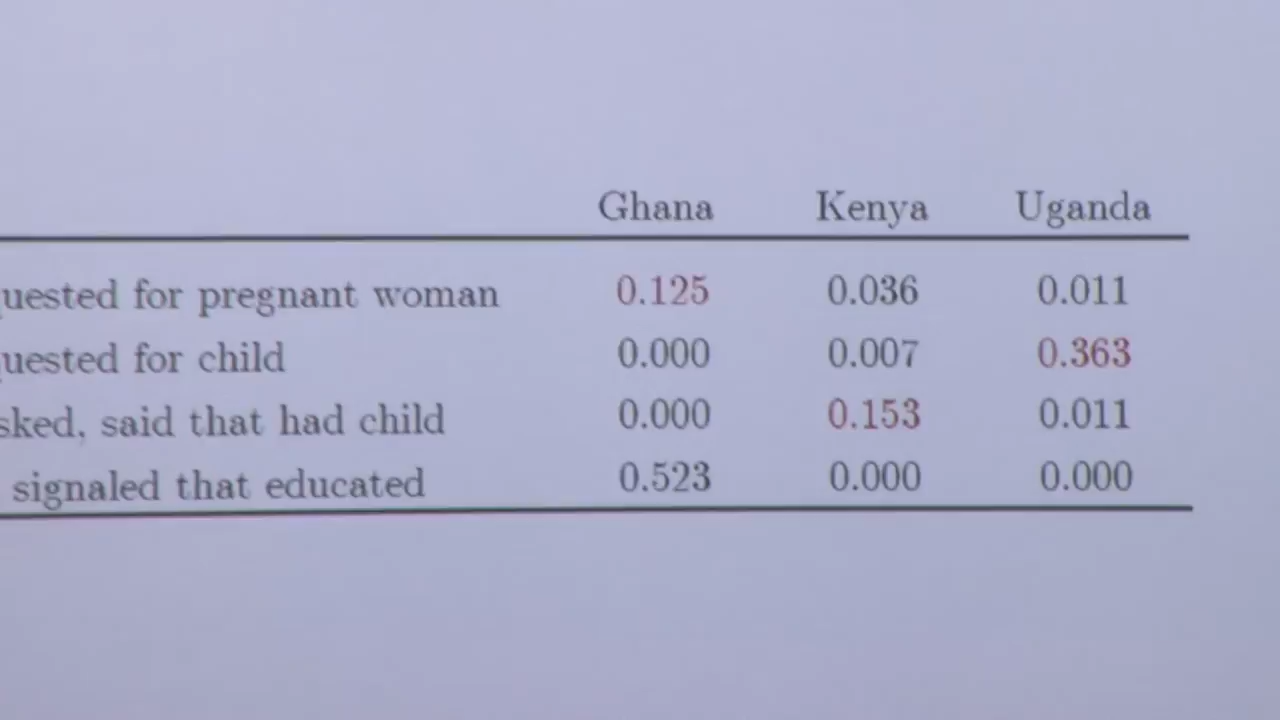 Ghana Kenya Uganda
quested for pregnant woman 0.125 0.036 0.011
quested for child 0.000 0.007 0.363
sked, said that had child 0.000 0.153 0.011
signaled that educated 0.523 0.000 0.000